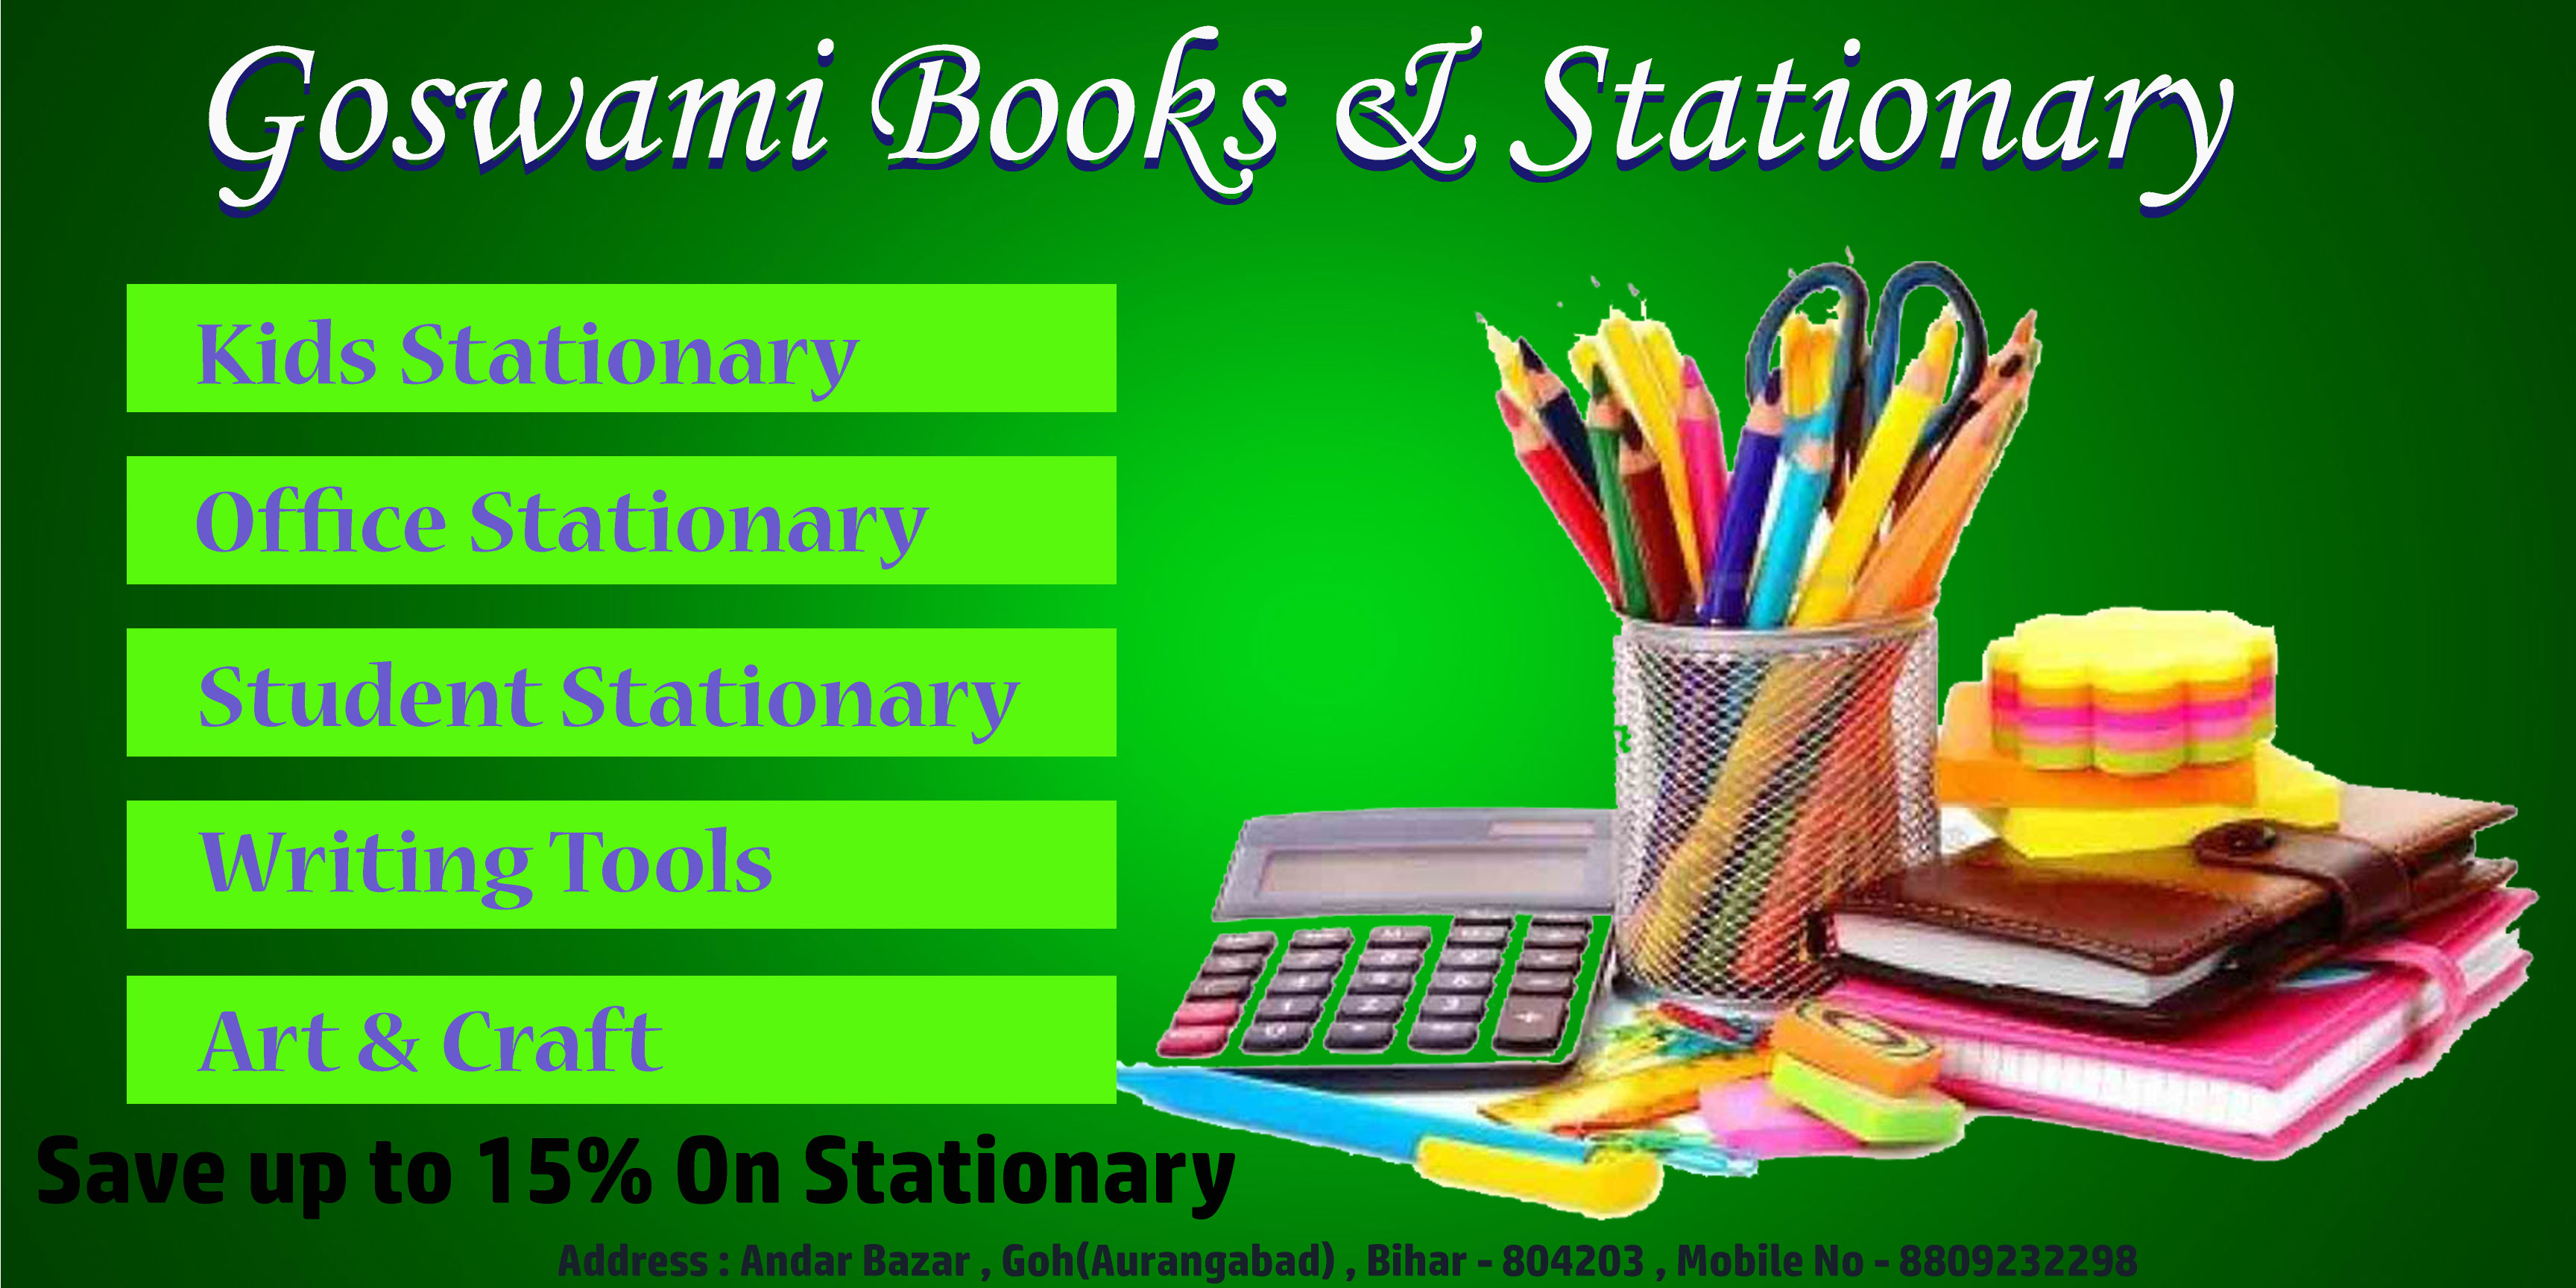 Goswami Books & Stationary
Kids Stationary
Office Stationary
Student Stationary
Writing Tools
Art & Craft
Save up to 15% On Stationary
Address : Andar Bazar , Goh(Aurangabad) , Bihar - 804203 , Mobile No - 8809232298